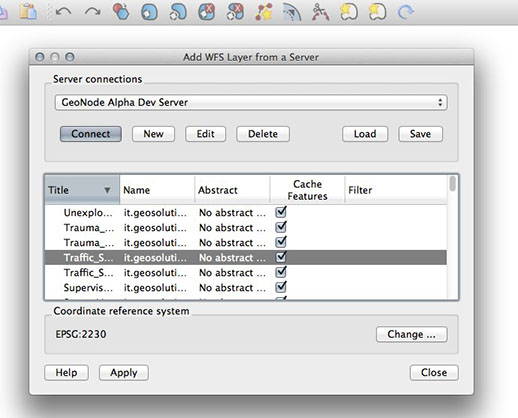 Add WFS Layer from a Server
Server connections
GeoNode Alpha Dev Server
Connect New Edit Delete Load Save
Title Name Abstract Cache Features Filter
Unexplo... it.geosoluti... No abstract ...
Trauma_... it.geosoluti... No abstract ...
Trauma_... it.geosoluti... No abstract ...
Traffic_S... it.geosoluti... No abstract ...
Traffic_S... it.geosoluti... No abstract ...
Supervis... it.geosoluti... No abstract ...
Coordinate reference system
EPSG:2230
Change ...
Help Apply Close